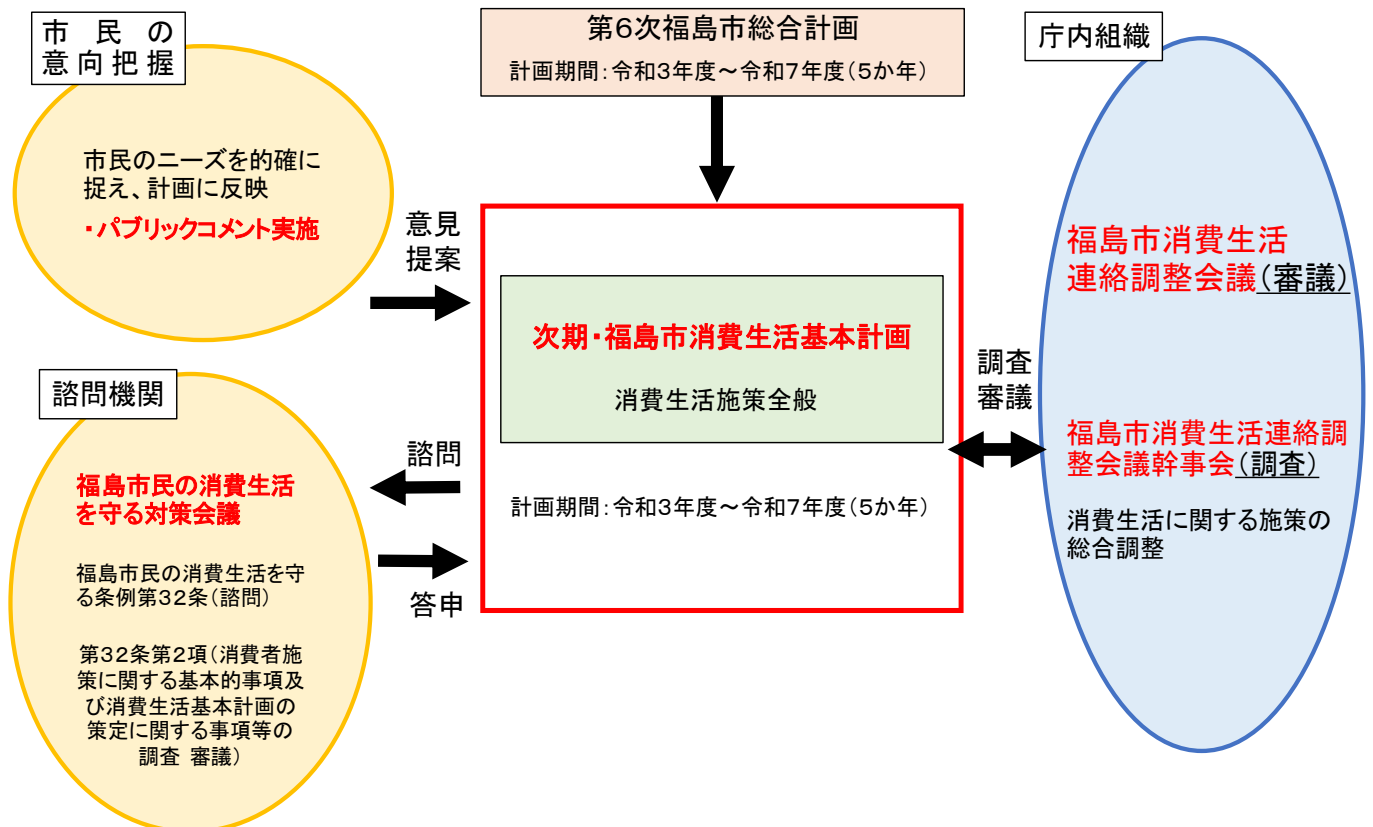 市民の
意向把握
市民のニーズを的確に
捉え、計画に反映
・パブリックコメント実施
意見
提案
第6次福島市総合計画
計画期間:令和3年度~令和7年度(5か年)
次期・福島市消費生活基本計画
消費生活施策全般
計画期間:令和3年度~令和7年度(5か年)
諮問機関
福島市民の消費生活
を守る対策会議
福島市民の消費生活を守
る条例第32条(諮問)
第32条第2項(消費者施
策に関する基本的事項及
び消費生活基本計画の
策定に関する事項等の
調査 審議)
諮問
答申
調査
審議
庁内組織
福島市消費生活
連絡調整会議(審議)
福島市消費生活連絡調
整会議幹事会(調査)
消費生活に関する施策の
総合調整